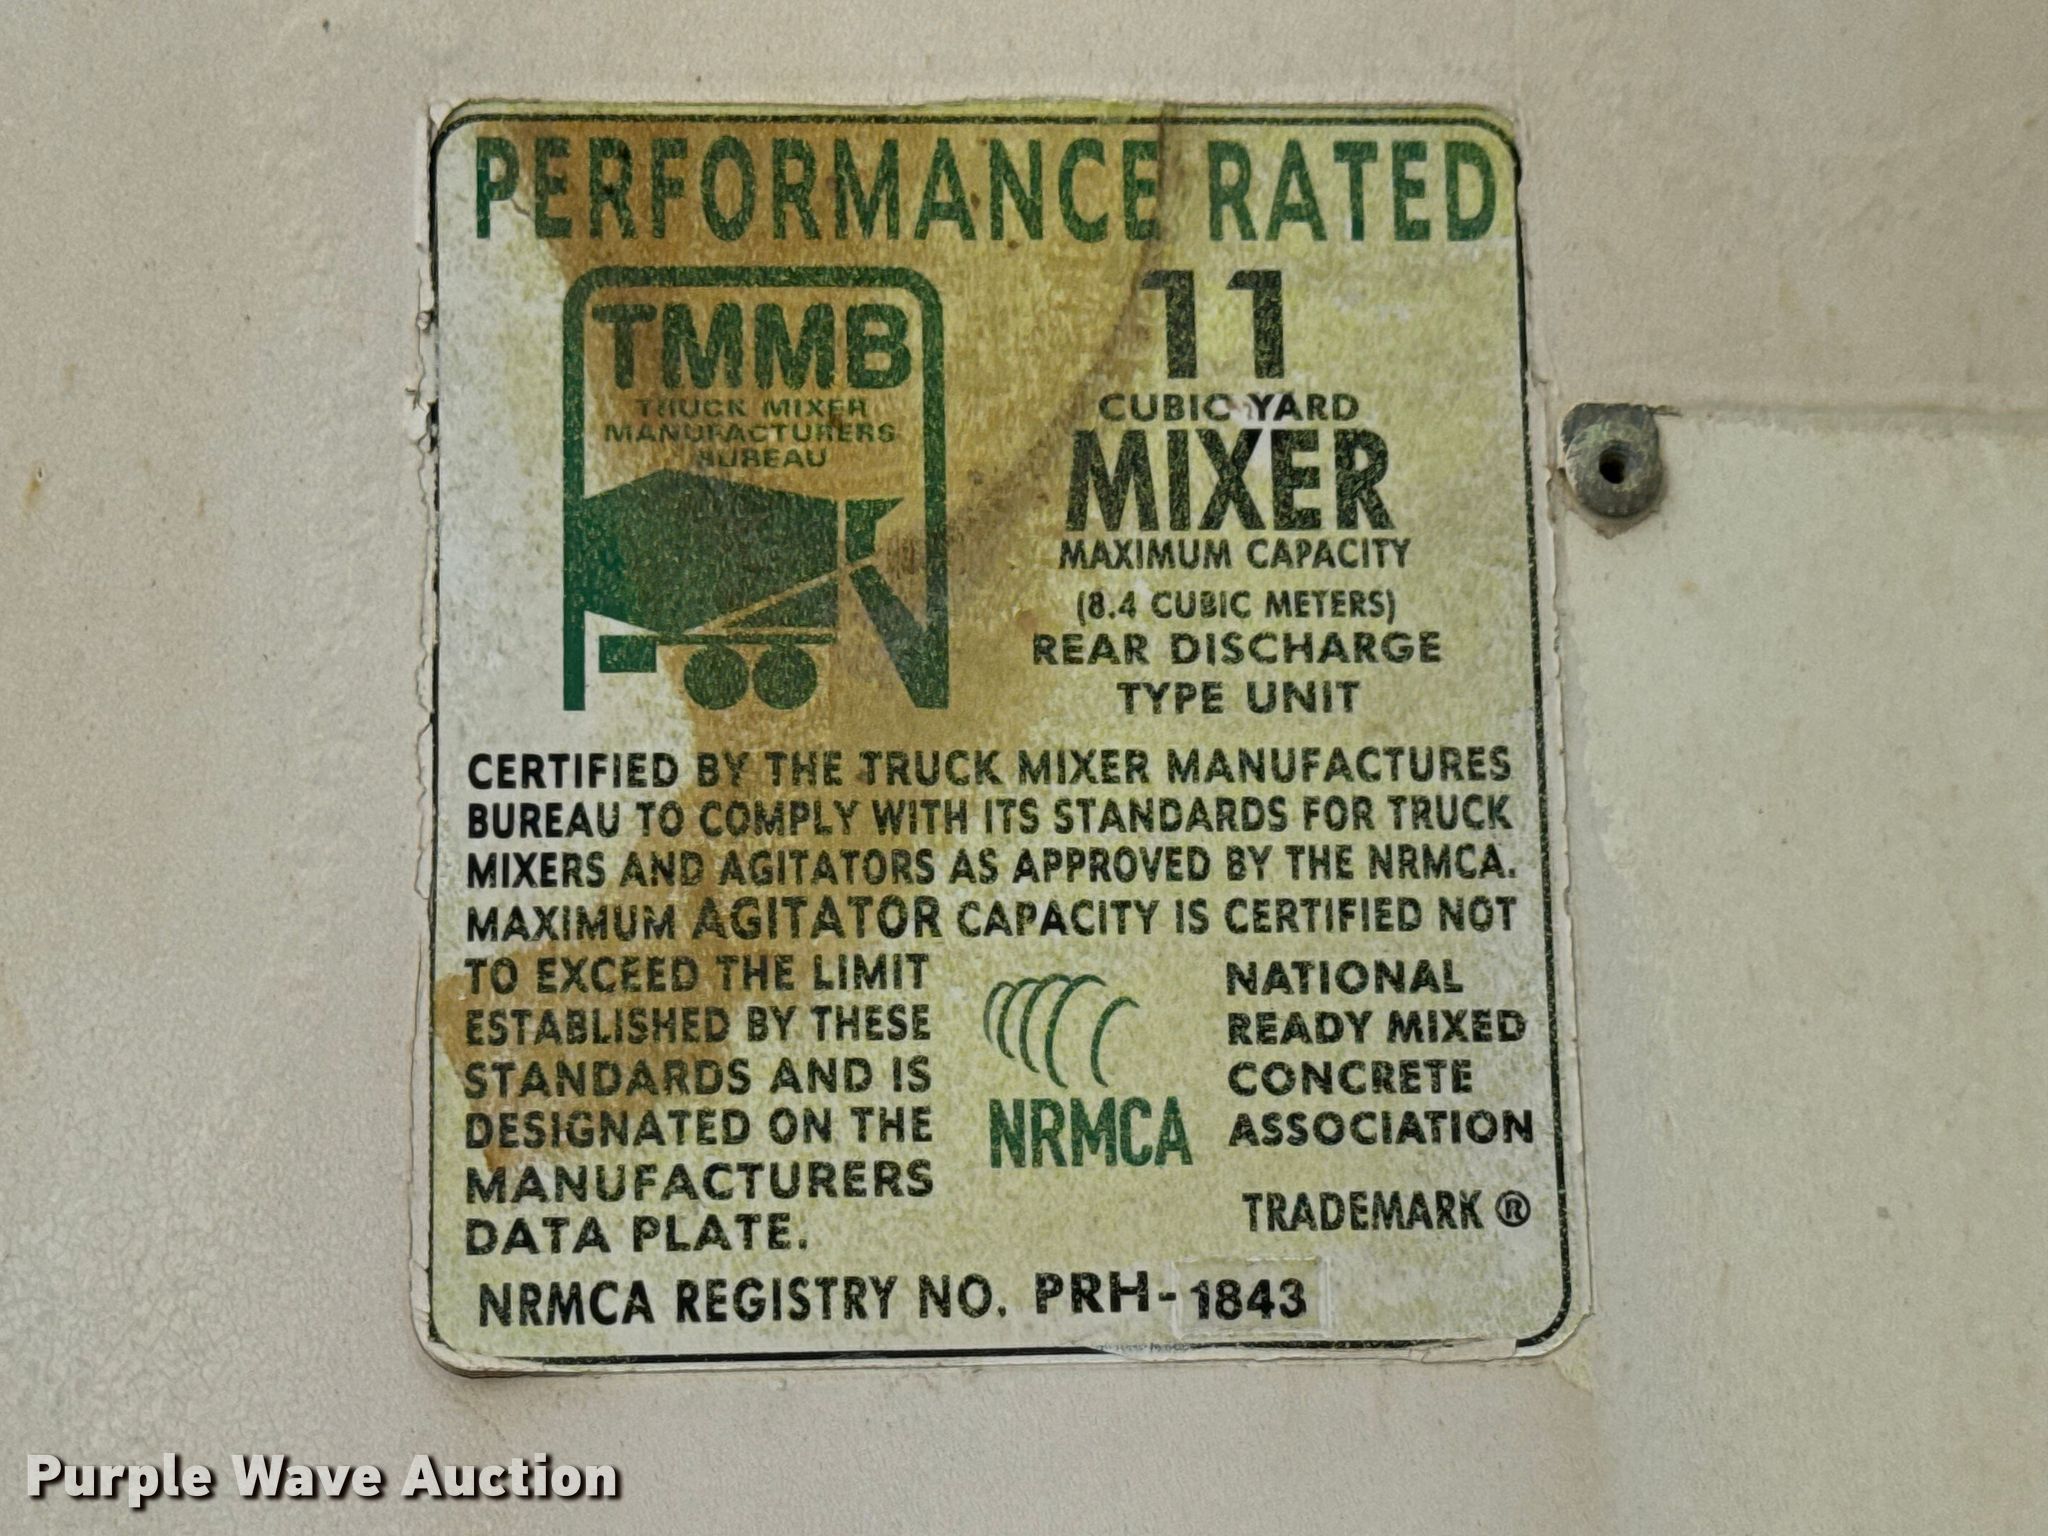 PERFORMANCE RATED
TMMB
TRUCK MIXER
MANUFACTURERS
BUREAU
11
CUBIC YARD
MIXER
MAXIMUM CAPACITY
(8.4 CUBIC METERS)
REAR DISCHARGE
TYPE UNIT
CERTIFIED BY THE TRUCK MIXER MANUFACTURES
BUREAU TO COMPLY WITH ITS STANDARDS FOR TRUCK
MIXERS AND AGITATORS AS APPROVED BY THE NRMCA.
MAXIMUM AGITATOR CAPACITY IS CERTIFIED NOT
TO EXCEED THE LIMIT
ESTABLISHED BY THESE
STANDARDS AND IS
DESIGNATED ON THE
MANUFACTURERS
DATA PLATE.
NRMCA
NATIONAL
READY MIXED
CONCRETE
ASSOCIATION
TRADEMARK ®
NRMCA REGISTRY NO. PRH-1843
Purple Wave Auction